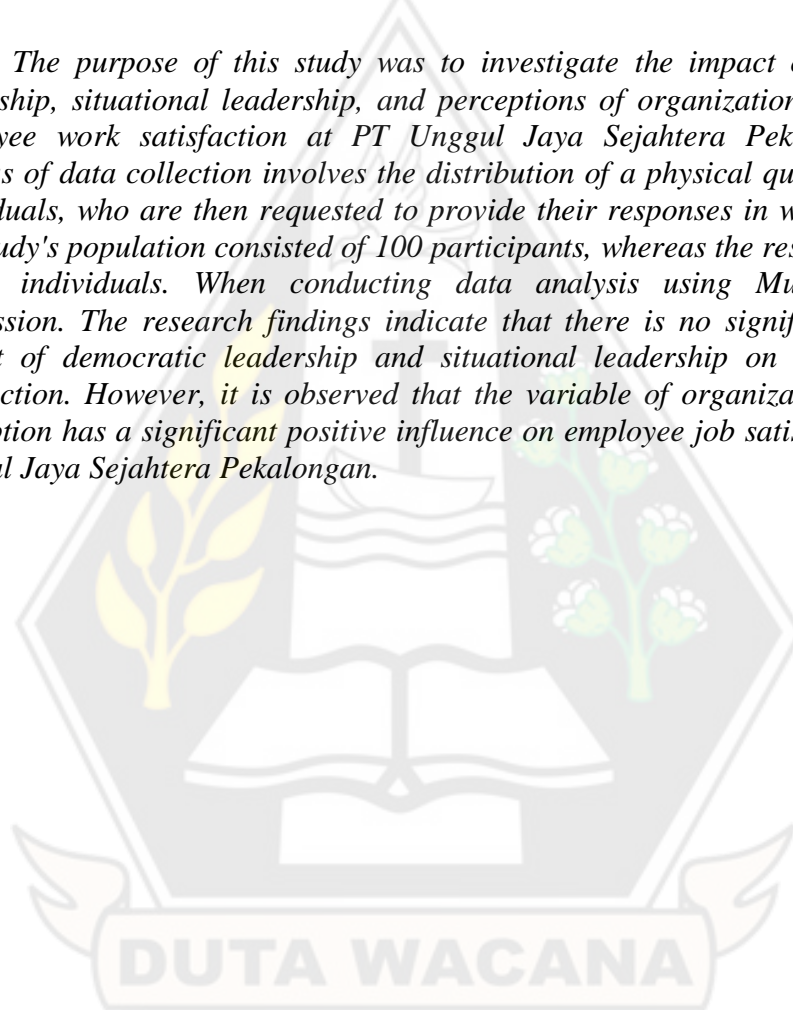 The purpose of this study was to investigate the impact
ship, situational leadership, and perceptions of organization
yee work satisfaction at PT Unggul Jaya Sejahtera Pek
s of data collection involves the distribution of a physical qu
duals, who are then requested to provide their responses in w
udy's population consisted of 100 participants, whereas the res
individuals. When conducting data analysis using Mu
ssion. The research findings indicate that there is no signif
t of democratic leadership and situational leadership on
ction. However, it is observed that the variable of organiza
ption has a significant positive influence on employee job satis
ul Jaya Sejahtera Pekalongan.
DUTA WACANA